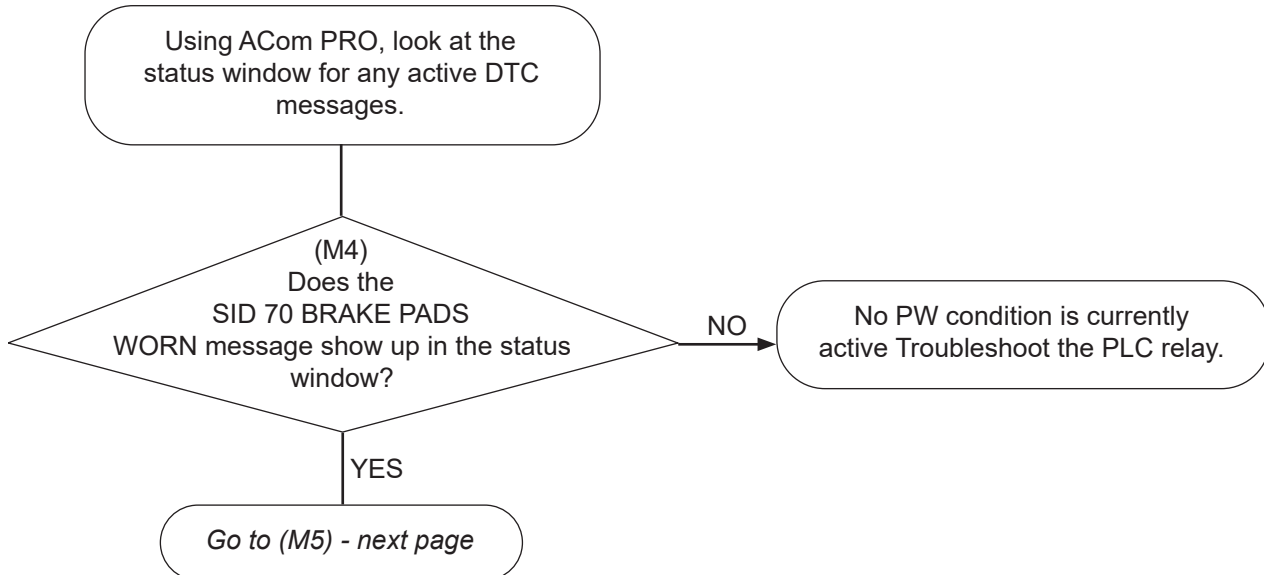 Using ACom PRO, look at the
status window for any active DTC
messages.
(M4)
Does the
SID 70 BRAKE PADS
WORN message show up in the status
window?
NO
No PW condition is currently
active Troubleshoot the PLC relay.
YES
Go to (M5) - next page